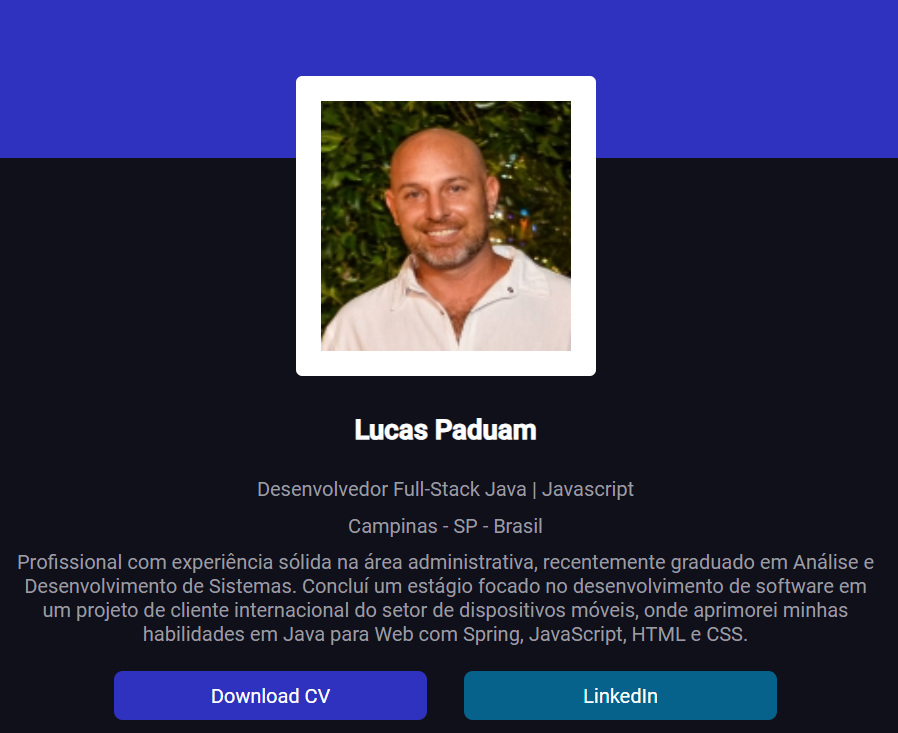 Lucas Paduam
Desenvolvedor Full-Stack Java | Javascript
Campinas - SP - Brasil
Profissional com experiência sólida na área administrativa, recentemente graduado em Análise e
Desenvolvimento de Sistemas. Concluí um estágio focado no desenvolvimento de software em
um projeto de cliente internacional do setor de dispositivos móveis, onde aprimorei minhas
habilidades em Java para Web com Spring, JavaScript, HTML e CSS.
Download CV
LinkedIn